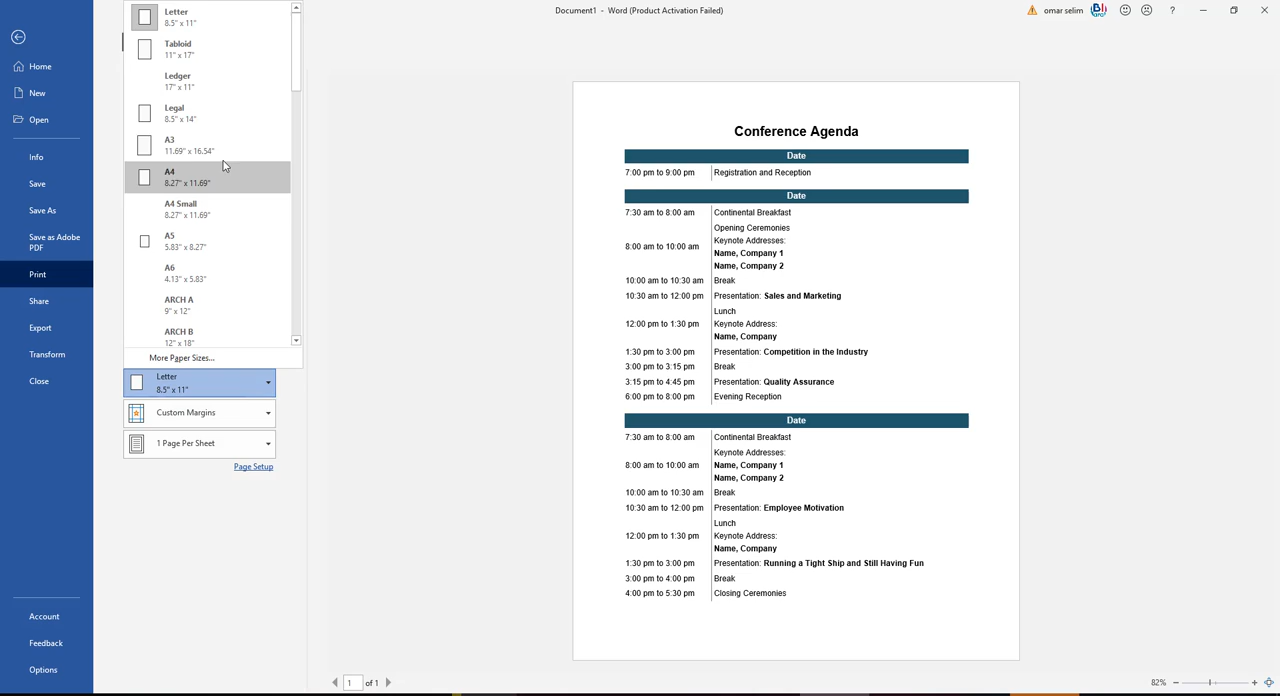 Document1 - Word (Product Activation Failed)
omar selim
?
Home
New
Open
Info
Save
Save As
Save as Adobe
PDF
Print
Share
Export
Transform
Close
Account
Feedback
Options
Letter
8.5" x 11"
Tabloid
11" x 17"
Ledger
17" x 11"
Legal
8.5" x 14"
A3
11.69" x 16.54"
A4
8.27" x 11.69"
A4 Small
8.27" x 11.69"
A5
5.83" x 8.27"
A6
4.13" x 5.83"
ARCH A
9" x 12"
ARCH B
12" x 18"
More Paper Sizes...
Letter
8.5" x 11"
Custom Margins
1 Page Per Sheet
Page Setup
Conference Agenda
Date
7:00 pm to 9:00 pm Registration and Reception
Date
7:30 am to 8:00 am Continental Breakfast
Opening Ceremonies
Keynote Addresses:
8:00 am to 10:00 am
Name, Company 1
Name, Company 2
10:00 am to 10:30 am Break
10:30 am to 12:00 pm Presentation: Sales and Marketing
Lunch
12:00 pm to 1:30 pm Keynote Address:
Name, Company
1:30 pm to 3:00 pm Presentation: Competition in the Industry
3:00 pm to 3:15 pm Break
3:15 pm to 4:45 pm Presentation: Quality Assurance
6:00 pm to 8:00 pm Evening Reception
Date
7:30 am to 8:00 am Continental Breakfast
Keynote Addresses:
8:00 am to 10:00 am Name, Company 1
Name, Company 2
10:00 am to 10:30 am Break
10:30 am to 12:00 pm Presentation: Employee Motivation
Lunch
12:00 pm to 1:30 pm Keynote Address:
Name, Company
1:30 pm to 3:00 pm Presentation: Running a Tight Ship and Still Having Fun
3:00 pm to 4:00 pm Break
4:00 pm to 5:30 pm Closing Ceremonies
1 of 1
82%